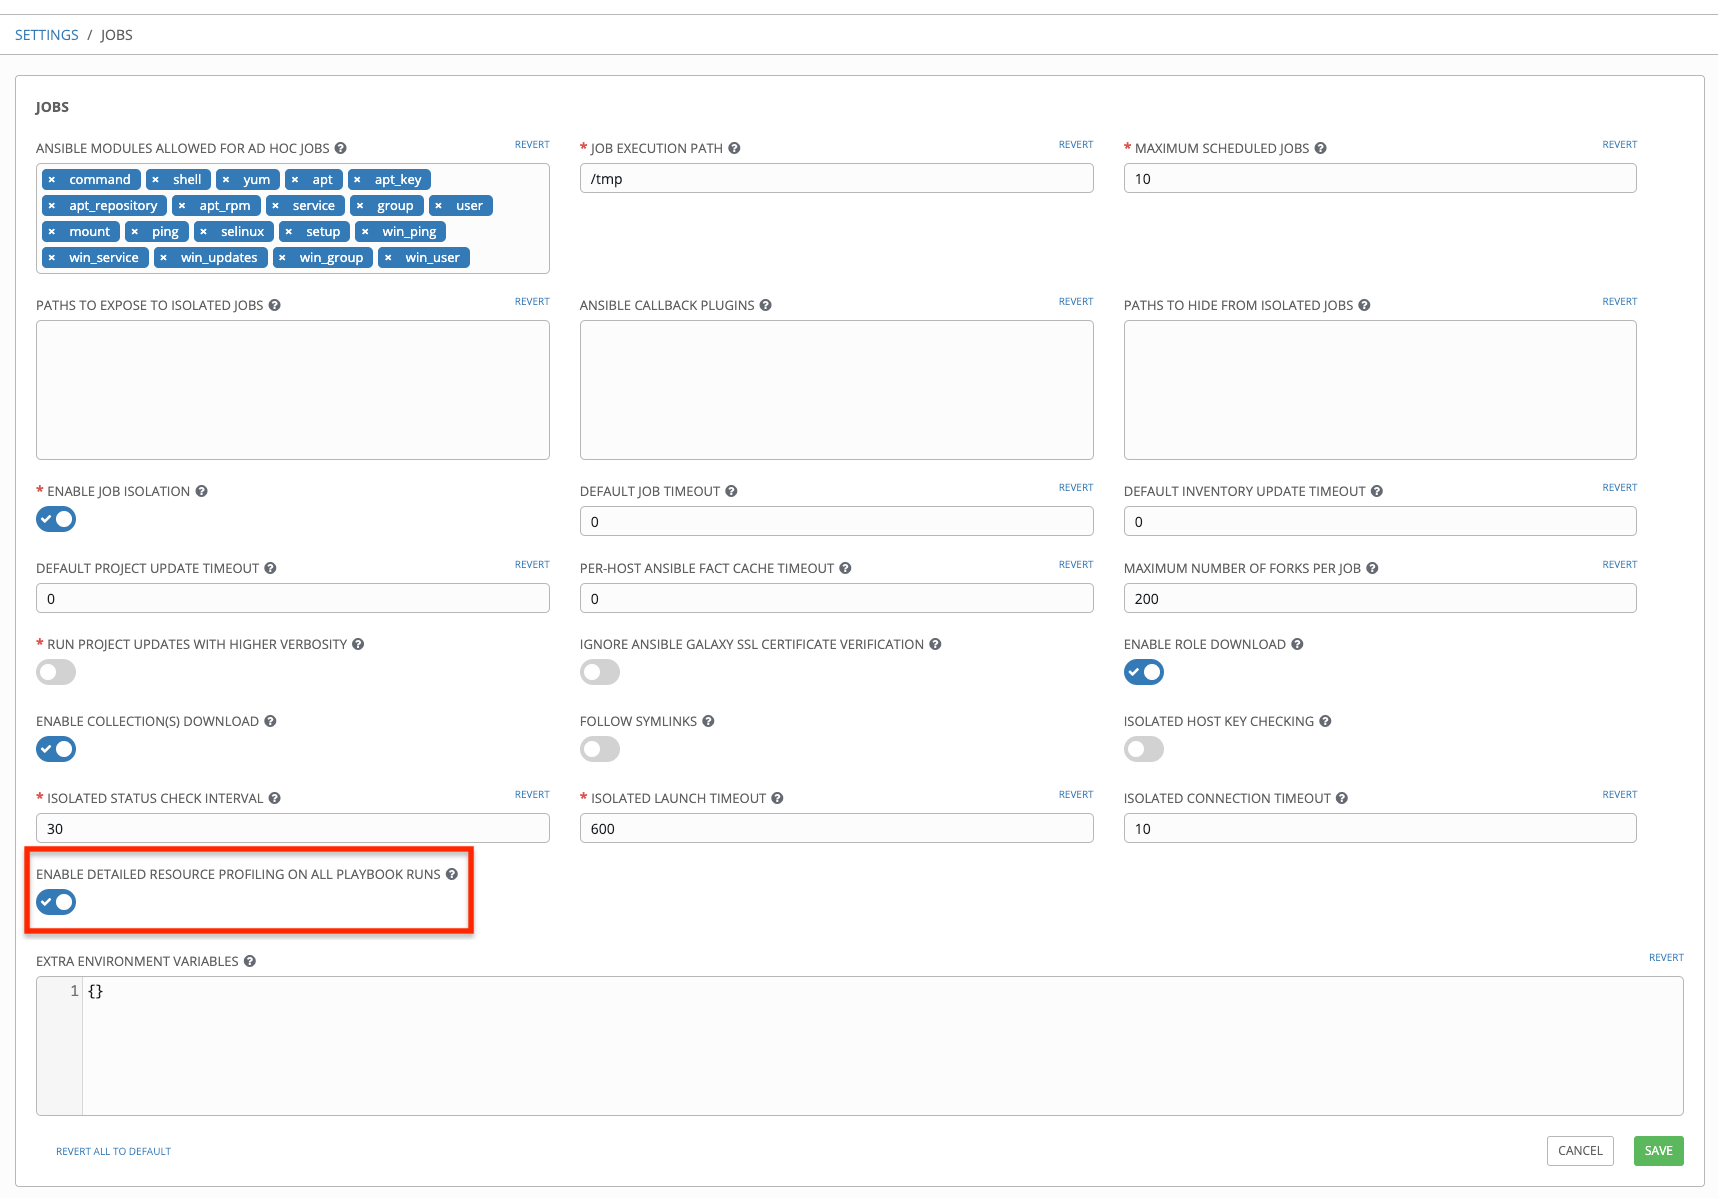 SETTINGS / JOBS
JOBS
ANSIBLE MODULES ALLOWED FOR AD HOC JOBS ? REVERT
× command × shell × yum × apt × apt_key
× apt_repository × apt_rpm × service × group × user
× mount × ping × selinux × setup × win_ping
× win_service × win_updates × win_group × win_user
* JOB EXECUTION PATH ? REVERT
/tmp
* MAXIMUM SCHEDULED JOBS ? REVERT
10
PATHS TO EXPOSE TO ISOLATED JOBS ? REVERT
ANSIBLE CALLBACK PLUGINS ? REVERT
PATHS TO HIDE FROM ISOLATED JOBS ? REVERT
* ENABLE JOB ISOLATION ?
DEFAULT JOB TIMEOUT ? REVERT
0
DEFAULT INVENTORY UPDATE TIMEOUT ? REVERT
0
DEFAULT PROJECT UPDATE TIMEOUT ? REVERT
0
PER-HOST ANSIBLE FACT CACHE TIMEOUT ? REVERT
0
MAXIMUM NUMBER OF FORKS PER JOB ? REVERT
200
* RUN PROJECT UPDATES WITH HIGHER VERBOSITY ?
IGNORE ANSIBLE GALAXY SSL CERTIFICATE VERIFICATION ?
ENABLE ROLE DOWNLOAD ?
ENABLE COLLECTION(S) DOWNLOAD ?
FOLLOW SYMLINKS ?
ISOLATED HOST KEY CHECKING ?
* ISOLATED STATUS CHECK INTERVAL ? REVERT
30
* ISOLATED LAUNCH TIMEOUT ? REVERT
600
ISOLATED CONNECTION TIMEOUT ? REVERT
10
ENABLE DETAILED RESOURCE PROFILING ON ALL PLAYBOOK RUNS ?
EXTRA ENVIRONMENT VARIABLES ? REVERT
1 {}
REVERT ALL TO DEFAULT
CANCEL
SAVE